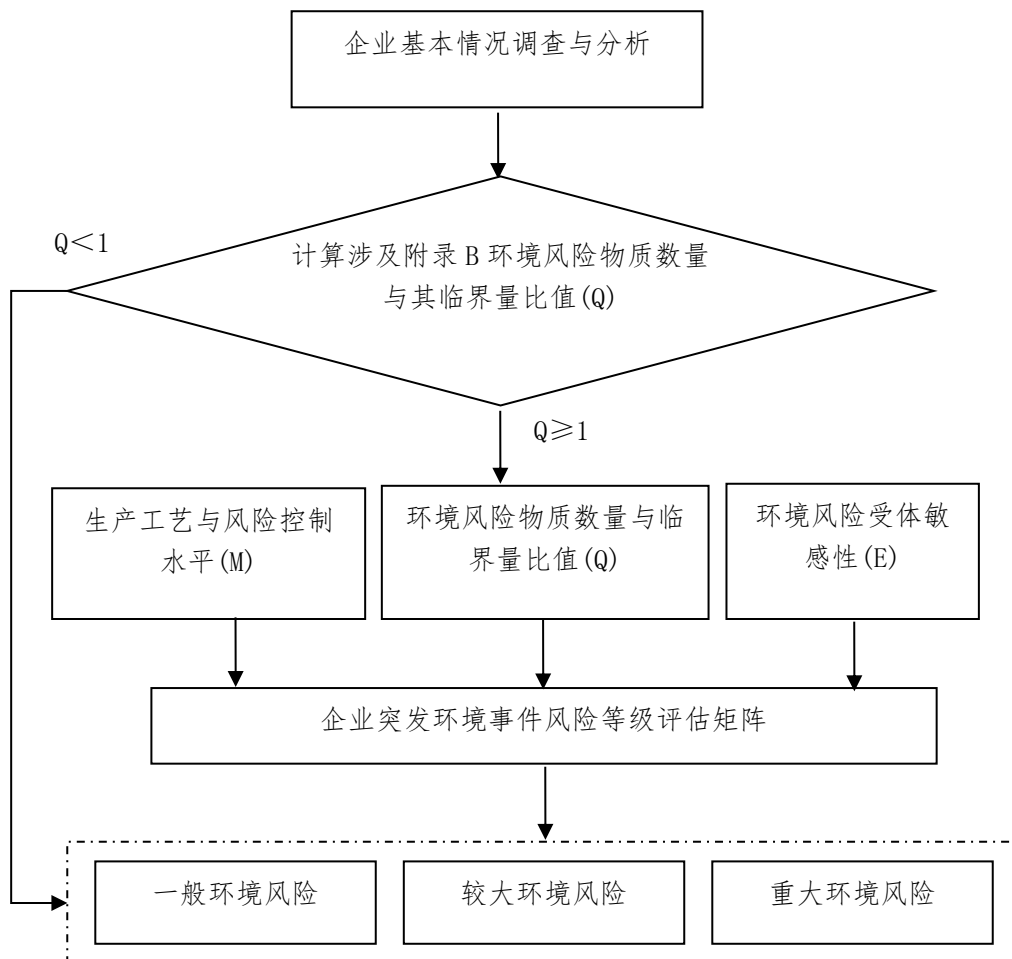 企业基本情况调查与分析
Q＜1
计算涉及附录 B 环境风险物质数量
与其临界量比值(Q)
Q≥1
生产工艺与风险控制
水平(M)
环境风险物质数量与临
界量比值(Q)
环境风险受体敏
感性(E)
企业突发环境事件风险等级评估矩阵
一般环境风险
较大环境风险
重大环境风险